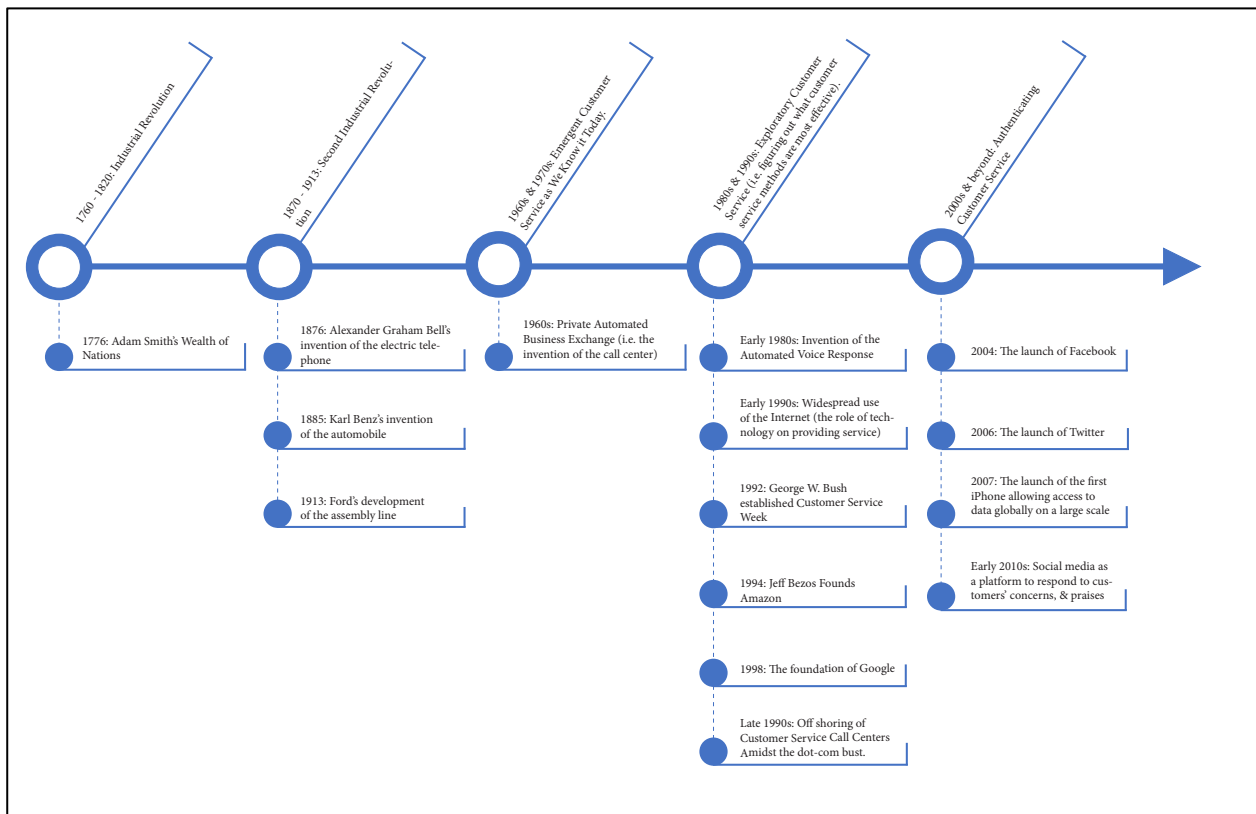 1760 - 1820: Industrial Revolution
1776: Adam Smith's Wealth of
Nations
1870 - 1913: Second Industrial Revolu-
tion
1876: Alexander Graham Bell's
invention of the electric tele-
phone
1885: Karl Benz's invention
of the automobile
1913: Ford's development
of the assembly line
1960s & 1970s: Emergent Customer
Service as We Know it Today.
1960s: Private Automated
Business Exchange (i.e. the
invention of the call center)
1980s & 1990s: Exploratory Customer
Service (i.e. figuring out what customer
service methods are most effective).
Early 1980s: Invention of the
Automated Voice Response
Early 1990s: Widespread use
of the Internet (the role of tech-
nology on providing service)
1992: George W. Bush
established Customer Service
Week
1994: Jeff Bezos Founds
Amazon
1998: The foundation of Google
Late 1990s: Off shoring of
Customer Service Call Centers
Amidst the dot-com bust.
2000s & beyond: Authenticating
Customer Service
2004: The launch of Facebook
2006: The launch of Twitter
2007: The launch of the first
iPhone allowing access to
data globally on a large scale
Early 2010s: Social media as
a platform to respond to cus-
tomers' concerns, & praises